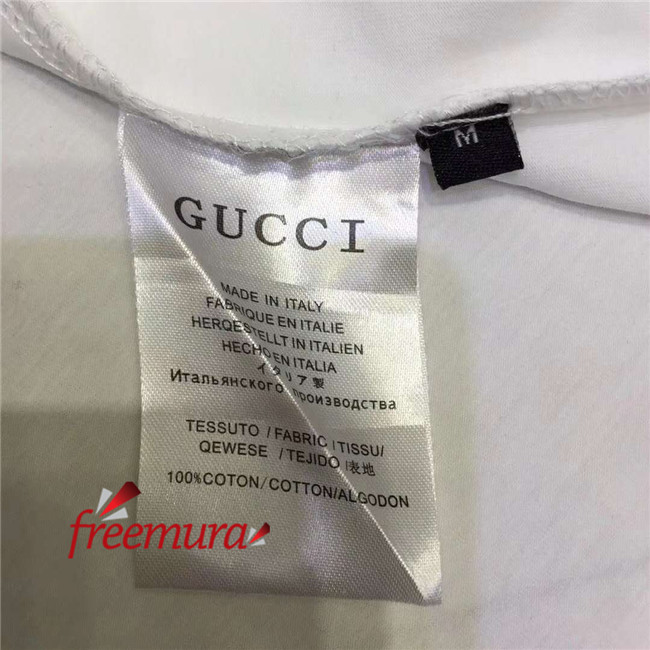 M
GUCCI
MADE IN ITALY
FABRIQUE EN ITALIE
HERQESTELLT IN ITALIEN
HECHO EN ITALIA
イタリア製
Итальянского производства
TESSUTO / FABRIC / TISSU/
QEWESE / TEJIDO / 表地
100%COTON/COTTON/ALGODON
freemura